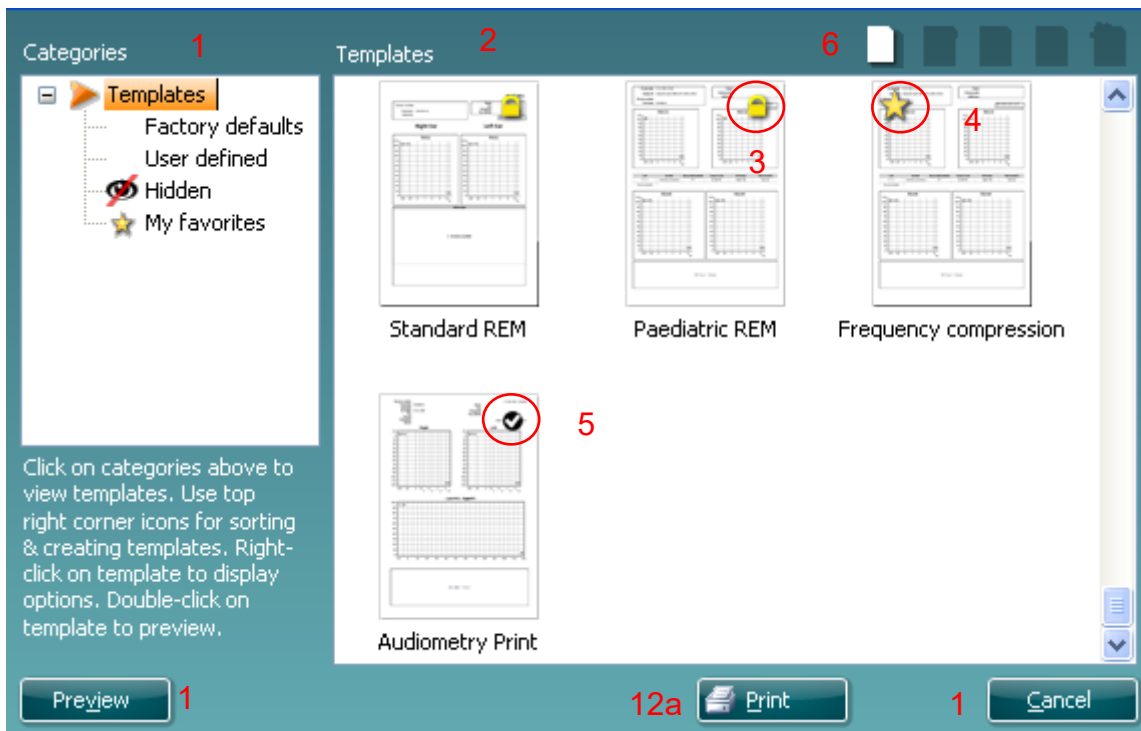 Categories 1
Templates 2
6
Templates
Factory defaults
User defined
Hidden
My favorites
3
4
Standard REM
Paediatric REM
Frequency compression
5
Audiometry Print
Click on categories above to
view templates. Use top
right corner icons for sorting
& creating templates. Right-
click on template to display
options. Double-click on
template to preview.
Preview 1
12a Print
1 Cancel